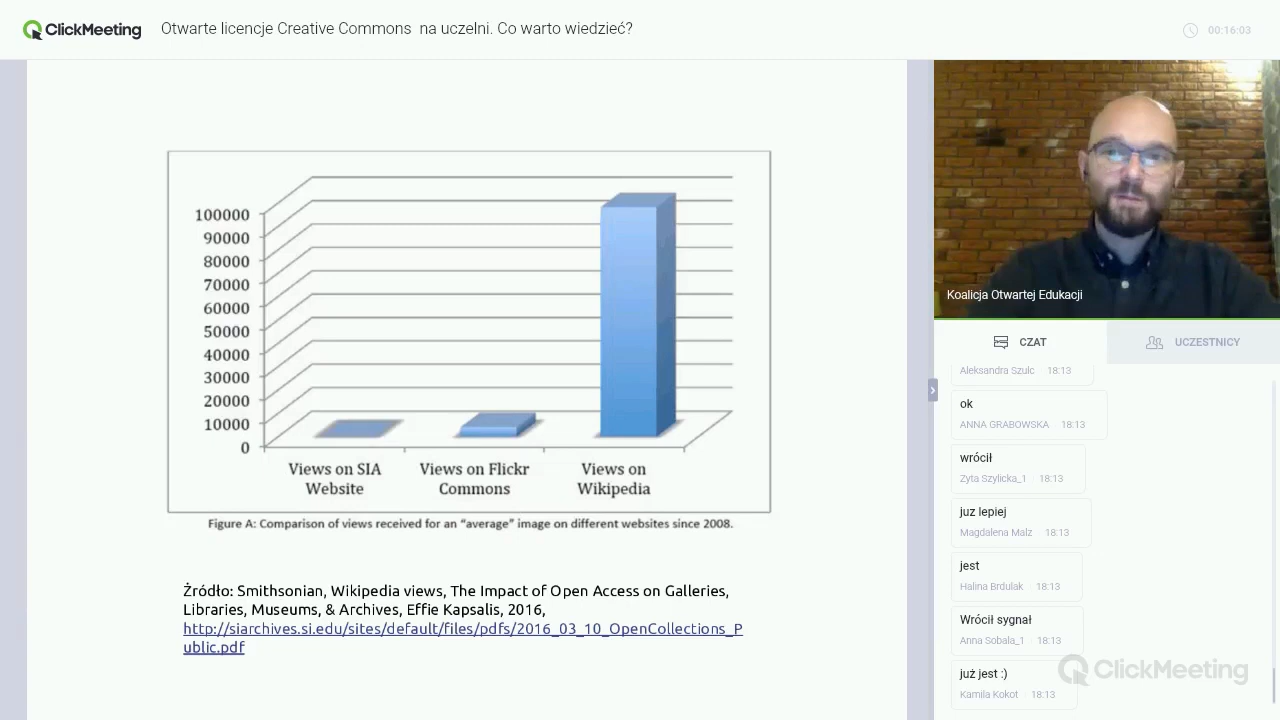 ClickMeeting
Otwarte licencje Creative Commons na uczelni. Co warto wiedzieć?
00:16:03
100000
90000
80000
70000
60000
50000
40000
30000
20000
10000
0
Views on SIA
Website
Views on Flickr
Commons
Views on
Wikipedia
Figure A: Comparison of views received for an “average” image on different websites since 2008.
Źródło: Smithsonian, Wikipedia views, The Impact of Open Access on Galleries,
Libraries, Museums, & Archives, Effie Kapsalis, 2016,
http://siarchives.si.edu/sites/default/files/pdfs/2016_03_10_OpenCollections_P
ublic.pdf
Koalicja Otwartej Edukacji
CZAT
UCZESTNICY
Aleksandra Szulc 18:13
ok
ANNA GRABOWSKA 18:13
wrócił
Zyta Szylicka_1 18:13
juz lepiej
Magdalena Malz 18:13
jest
Halina Brdulak 18:13
Wrócił sygnał
Anna Sobala_1 18:13
już jest :)
Kamila Kokot 18:13
ClickMeeting